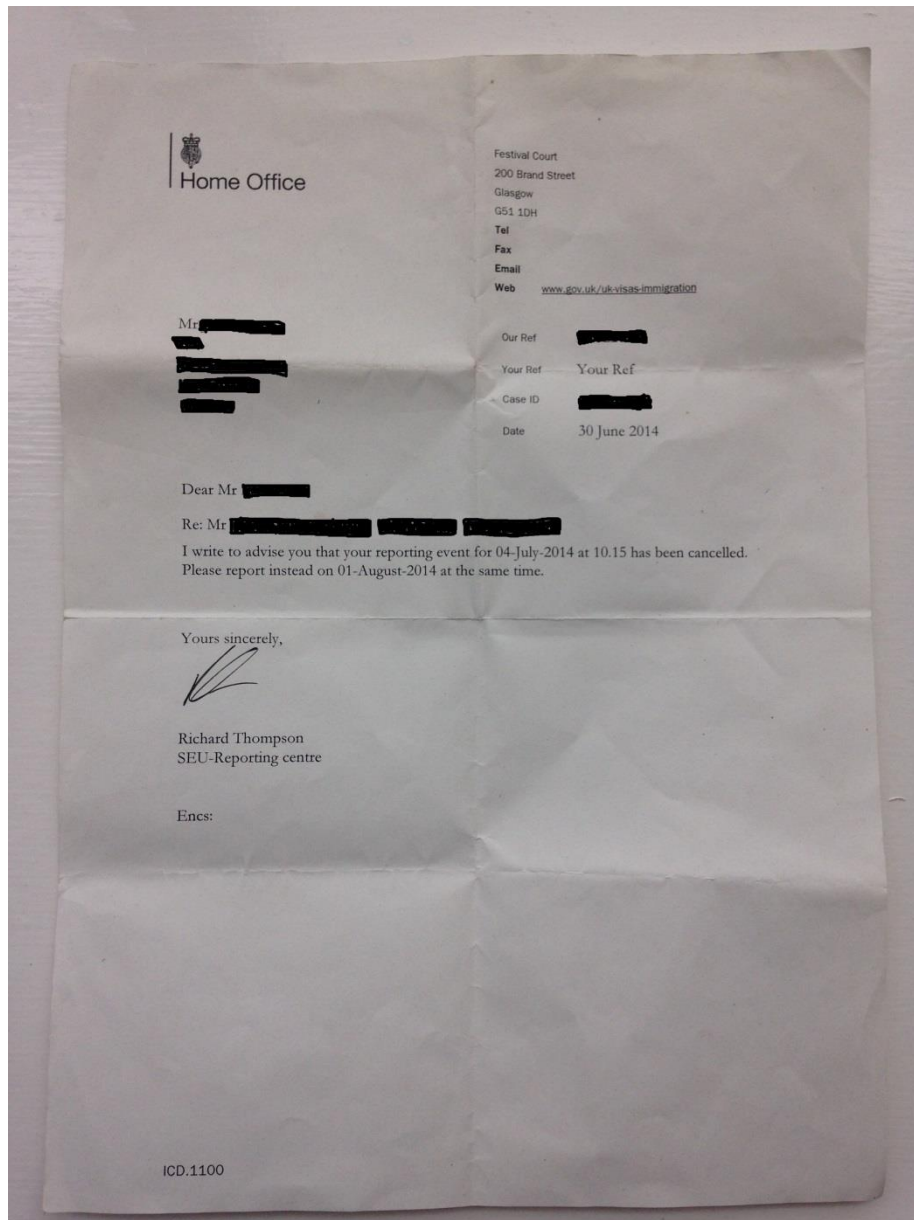 Home Office
Festival Court
200 Brand Street
Glasgow
G51 1DH
Tel
Fax
Email
Web www.gov.uk/uk-visas-immigration
Mr
Our Ref
Your Ref Your Ref
Case ID
Date 30 June 2014
Dear Mr
Re: Mr
I write to advise you that your reporting event for 04-July-2014 at 10.15 has been cancelled.
Please report instead on 01-August-2014 at the same time.
Yours sincerely,
Richard Thompson
SEU-Reporting centre
Encs:
ICD.1100